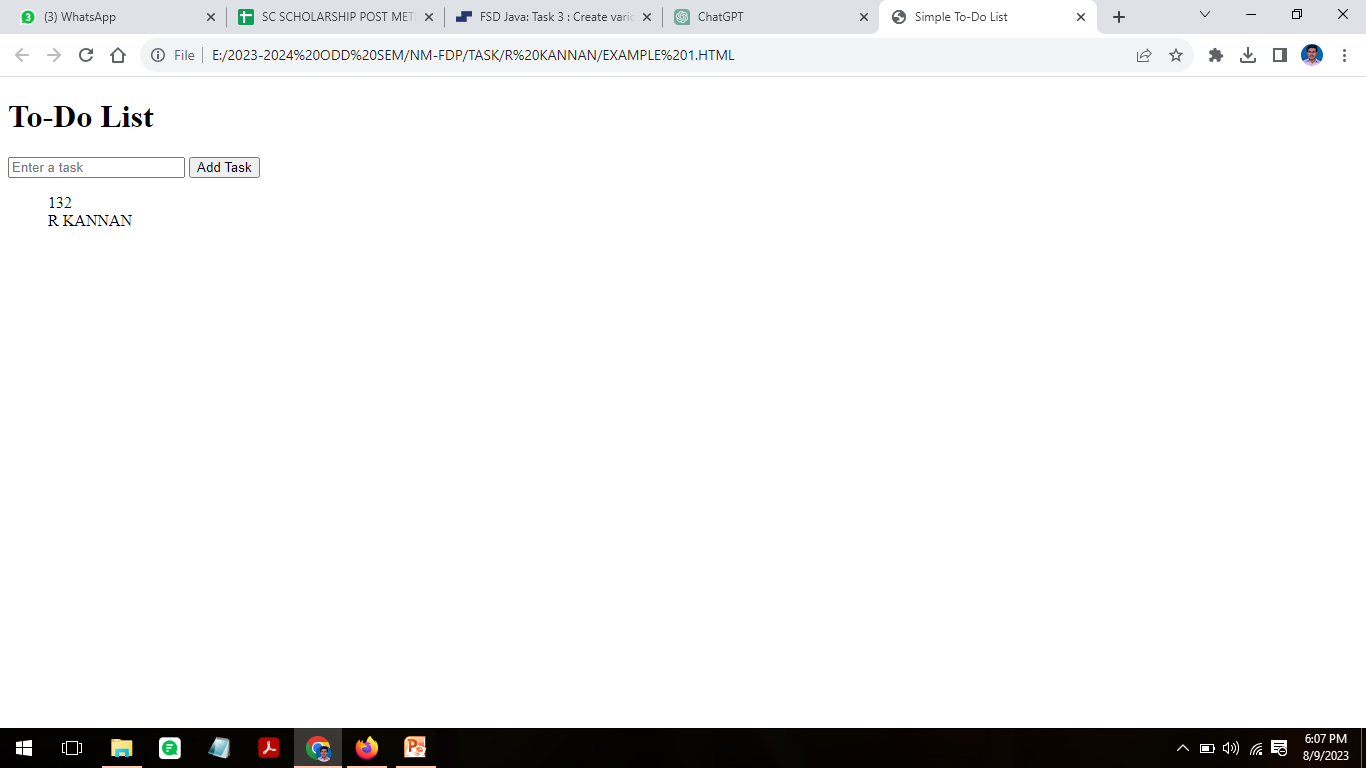 (3) WhatsApp
SC SCHOLARSHIP POST MET
FSD Java: Task 3 : Create vario
ChatGPT
Simple To-Do List
File
E:/2023-2024%20ODD%20SEM/NM-FDP/TASK/R%20KANNAN/EXAMPLE%201.HTML
To-Do List
Enter a task
Add Task
132
R KANNAN
6:07 PM
8/9/2023